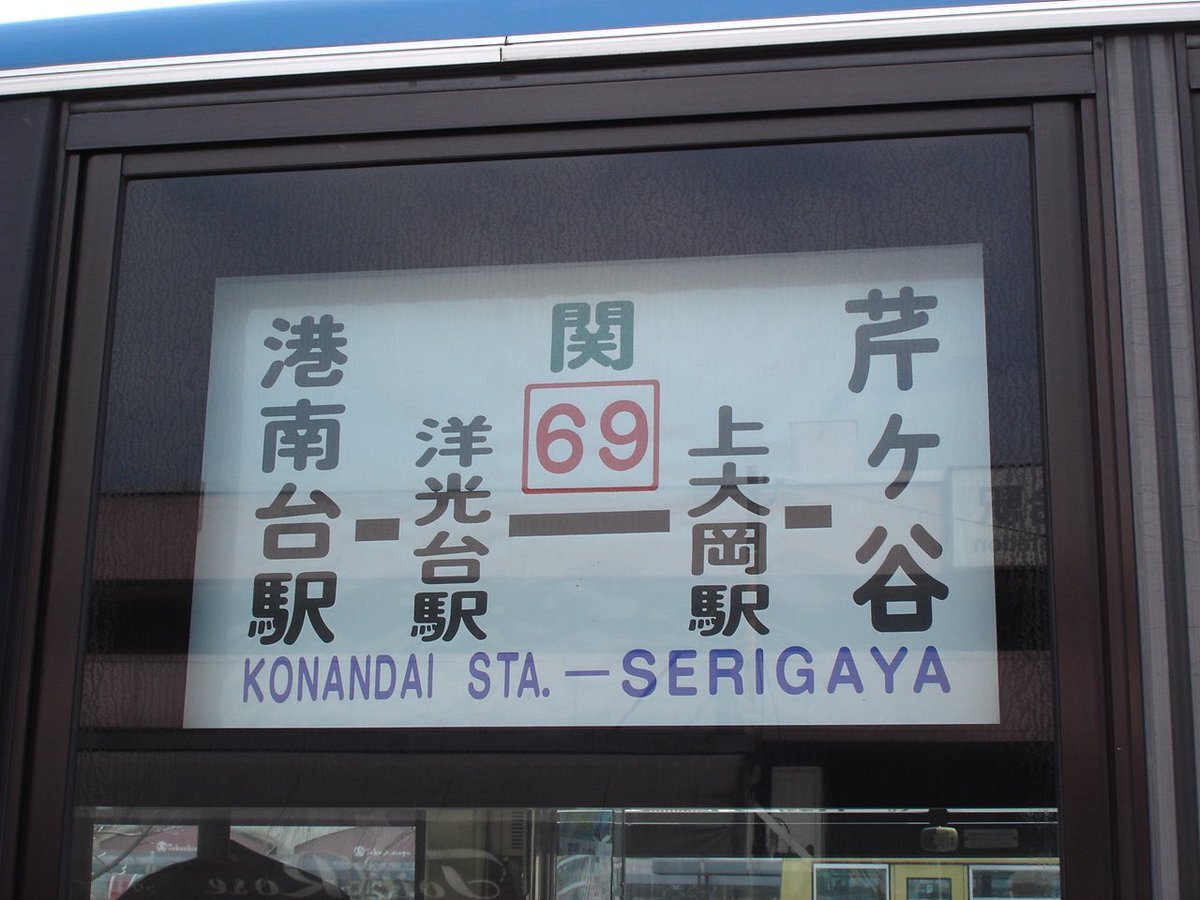 関
69
港南台駅
洋光台駅
上大岡駅
芹ヶ谷
KONANDAI STA. — SERIGAYA
Rose